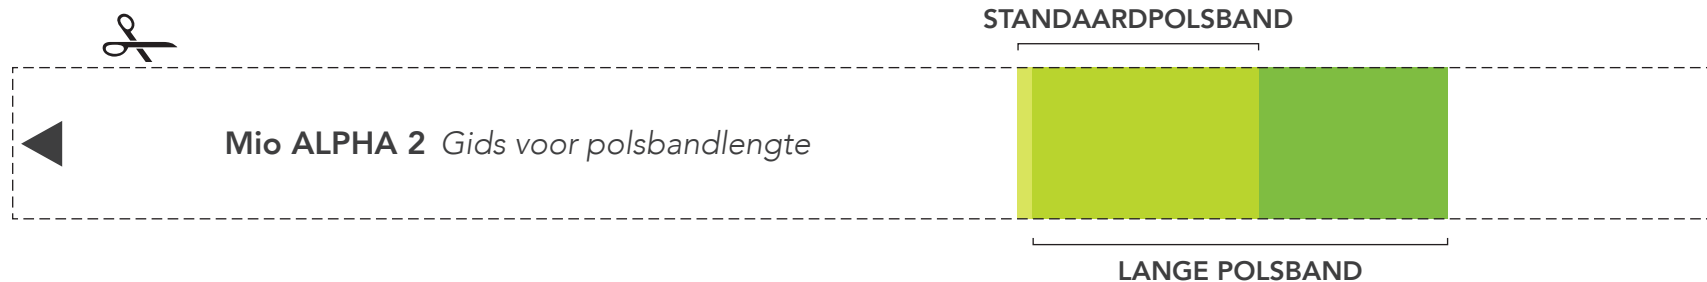 STANDAARDPOLSBAND
Mio ALPHA 2 Gids voor polsbandlengte
LANGE POLSBAND